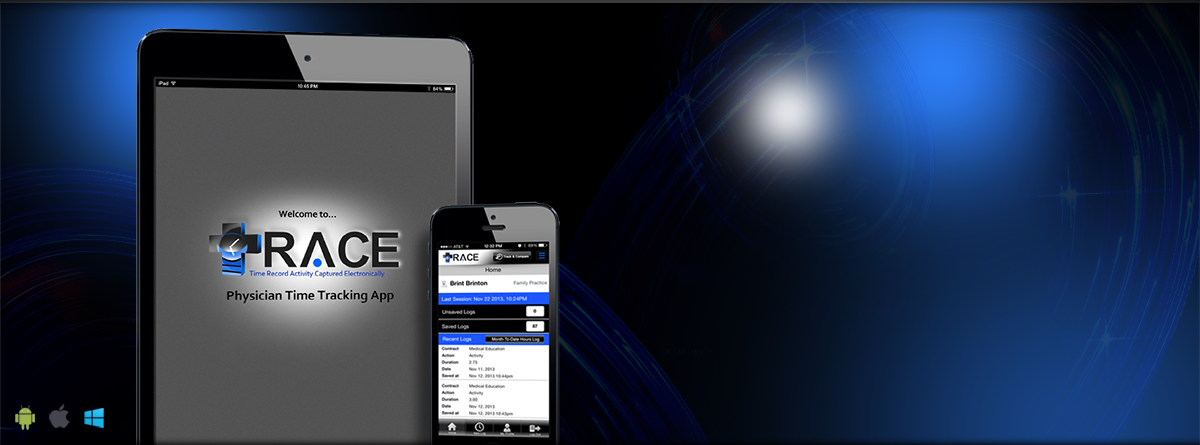 iPad
10:45 PM
84%
Welcome to...
TRACE
Time Record Activity Captured Electronically
Physician Time Tracking App
AT&T
12:32 PM
TRACE
Track & Compare
Home
Brint Brinton
Family Practice
Last Session: Nov 22 2013, 10:24PM
Unsaved Logs 0
Saved Logs 87
Recent Logs
Month To-Date Hours Log
Contract Medical Education
Action Activity
Duration 2.75
Date Nov 11, 2013
Saved at Nov 12, 2013 10:44pm
Contract Medical Education
Action Activity
Duration 3.00
Date Nov 12, 2013
Saved at Nov 12, 2013 10:43pm